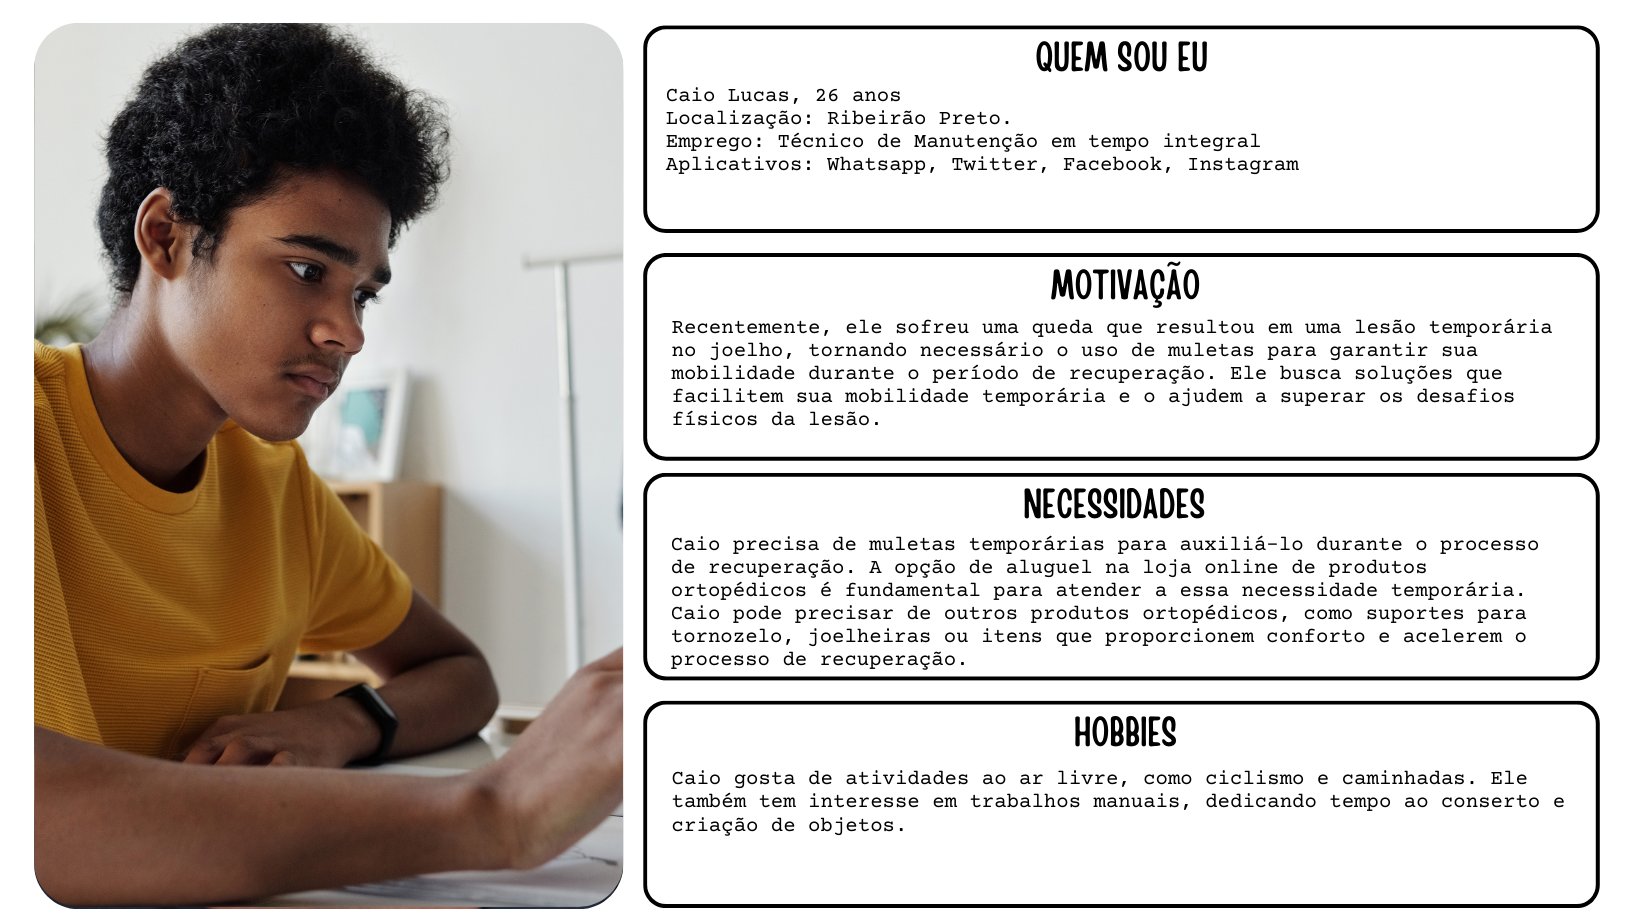 QUEM SOU EU
Caio Lucas, 26 anos
Localização: Ribeirão Preto.
Emprego: Técnico de Manutenção em tempo integral
Aplicativos: Whatsapp, Twitter, Facebook, Instagram
MOTIVAÇÃO
Recentemente, ele sofreu uma queda que resultou em uma lesão temporária
no joelho, tornando necessário o uso de muletas para garantir sua
mobilidade durante o período de recuperação. Ele busca soluções que
facilitem sua mobilidade temporária e o ajudem a superar os desafios
físicos da lesão.
NECESSIDADES
Caio precisa de muletas temporárias para auxiliá-lo durante o processo
de recuperação. A opção de aluguel na loja online de produtos
ortopédicos é fundamental para atender a essa necessidade temporária.
Caio pode precisar de outros produtos ortopédicos, como suportes para
tornozelo, joelheiras ou itens que proporcionem conforto e acelerem o
processo de recuperação.
HOBBIES
Caio gosta de atividades ao ar livre, como ciclismo e caminhadas. Ele
também tem interesse em trabalhos manuais, dedicando tempo ao conserto e
criação de objetos.